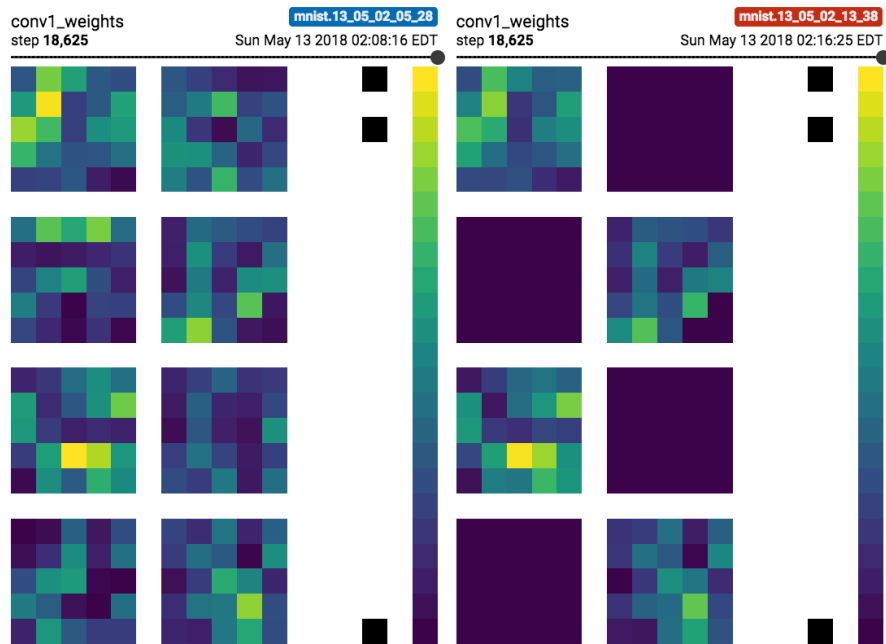 mnist.13_05_02_05_28
conv1_weights
step 18,625 Sun May 13 2018 02:08:16 EDT
mnist.13_05_02_13_38
conv1_weights
step 18,625 Sun May 13 2018 02:16:25 EDT